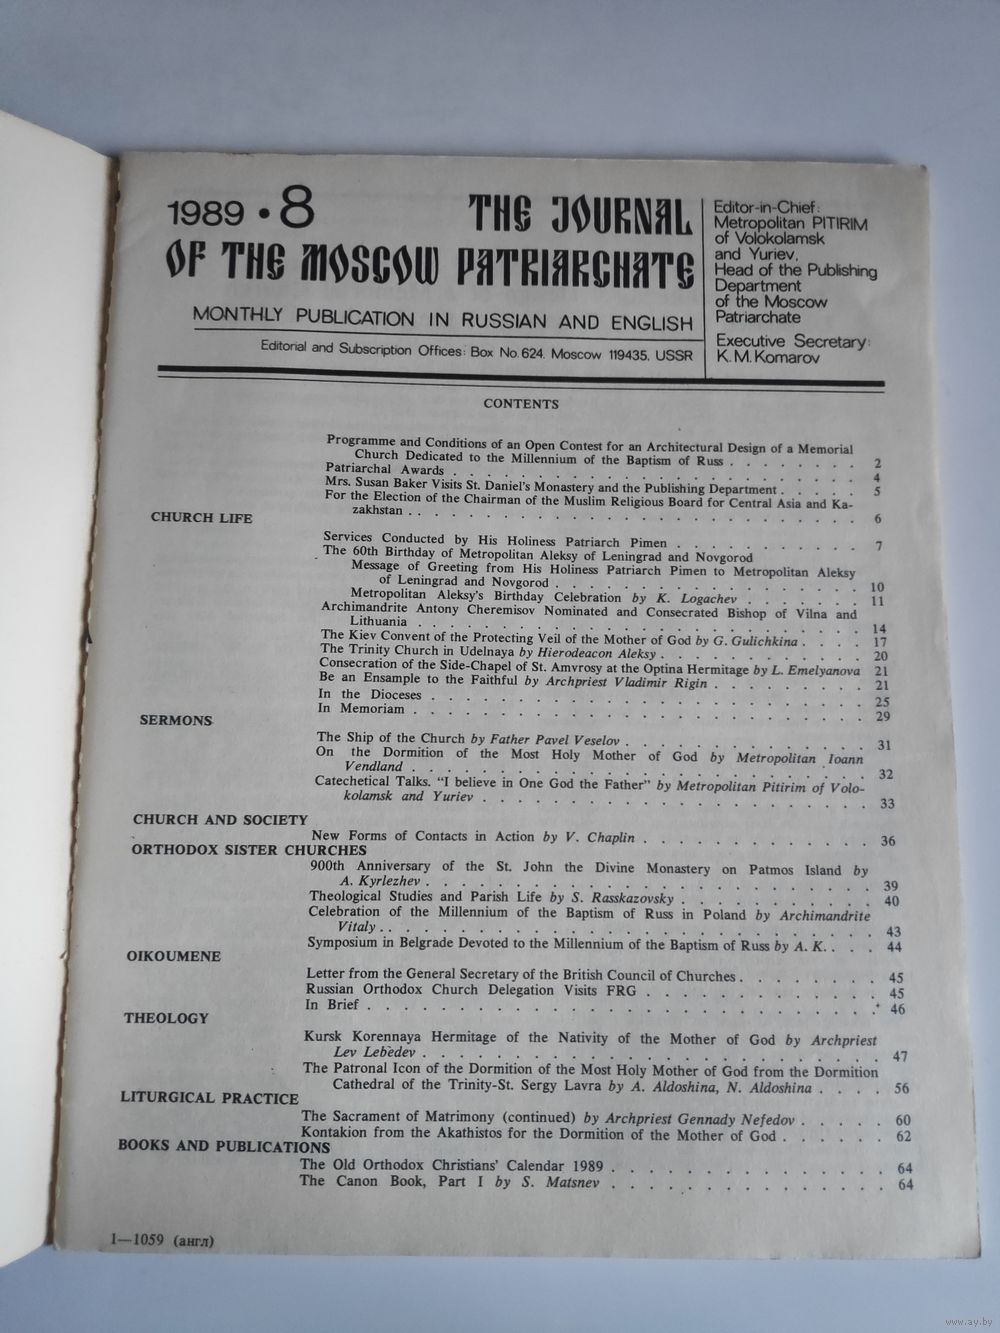 1989 • 8
THE JOURNAL
OF THE MOSCOW PATRIARCHATE
MONTHLY PUBLICATION IN RUSSIAN AND ENGLISH
Editorial and Subscription Offices: Box No. 624. Moscow 119435, USSR
Editor-in-Chief:
Metropolitan PITIRIM
of Volokolamsk
and Yuriev,
Head of the Publishing
Department
of the Moscow
Patriarchate
Executive Secretary:
K. M. Komarov
CONTENTS
Programme and Conditions of an Open Contest for an Architectural Design of a Memorial
Church Dedicated to the Millennium of the Baptism of Russ . . . . . . . . 2
Patriarchal Awards . . . . . . . . . . . . . . . . . . . . . . . 4
Mrs. Susan Baker Visits St. Daniel's Monastery and the Publishing Department . . . . . 5
For the Election of the Chairman of the Muslim Religious Board for Central Asia and Ka-
zakhstan . . . . . . . . . . . . . . . . . . . . . . . . . 6
CHURCH LIFE
Services Conducted by His Holiness Patriarch Pimen . . . . . . . . . . . . 7
The 60th Birthday of Metropolitan Aleksy of Leningrad and Novgorod
Message of Greeting from His Holiness Patriarch Pimen to Metropolitan Aleksy
of Leningrad and Novgorod . . . . . . . . . . . . . . . . . . 10
Metropolitan Aleksy's Birthday Celebration by K. Logachev . . . . . . . 11
Archimandrite Antony Cheremisov Nominated and Consecrated Bishop of Vilna and
Lithuania . . . . . . . . . . . . . . . . . . . . . . . . . 14
The Kiev Convent of the Protecting Veil of the Mother of God by G. Gulichkina . . . . 17
The Trinity Church in Udelnaya by Hierodeacon Aleksy . . . . . . . . . . . 20
Consecration of the Side-Chapel of St. Amvrosy at the Optina Hermitage by L. Emelyanova 21
Be an Ensample to the Faithful by Archpriest Vladimir Rigin . . . . . . . . . 21
In the Dioceses . . . . . . . . . . . . . . . . . . . . . . . . 25
In Memoriam . . . . . . . . . . . . . . . . . . . . . . . . . 29
SERMONS
The Ship of the Church by Father Pavel Veselov . . . . . . . . . . . . . 31
On the Dormition of the Most Holy Mother of God by Metropolitan Ioann
Vendland . . . . . . . . . . . . . . . . . . . . . . . . . 32
Catechetical Talks. "I believe in One God the Father" by Metropolitan Pitirim of Volo-
kolamsk and Yuriev . . . . . . . . . . . . . . . . . . . . . . 33
CHURCH AND SOCIETY
New Forms of Contacts in Action by V. Chaplin . . . . . . . . . . . . . 36
ORTHODOX SISTER CHURCHES
900th Anniversary of the St. John the Divine Monastery on Patmos Island by
A. Kyrlezhev . . . . . . . . . . . . . . . . . . . . . . . . . 39
Theological Studies and Parish Life by S. Rasskazovsky . . . . . . . . . . . 40
Celebration of the Millennium of the Baptism of Russ in Poland by Archimandrite
Vitaly . . . . . . . . . . . . . . . . . . . . . . . . . . . 43
Symposium in Belgrade Devoted to the Millennium of the Baptism of Russ by A. K. . . . 44
OIKOUMENE
Letter from the General Secretary of the British Council of Churches . . . . . . . . 45
Russian Orthodox Church Delegation Visits FRG . . . . . . . . . . . . . 45
In Brief . . . . . . . . . . . . . . . . . . . . . . . . . . . 46
THEOLOGY
Kursk Korennaya Hermitage of the Nativity of the Mother of God by Archpriest
Lev Lebedev . . . . . . . . . . . . . . . . . . . . . . . . . 47
The Patronal Icon of the Dormition of the Most Holy Mother of God from the Dormition
Cathedral of the Trinity-St. Sergy Lavra by A. Aldoshina, N. Aldoshina . . . . 56
LITURGICAL PRACTICE
The Sacrament of Matrimony (continued) by Archpriest Gennady Nefedov . . . . . 60
Kontakion from the Akathistos for the Dormition of the Mother of God . . . . . . 62
BOOKS AND PUBLICATIONS
The Old Orthodox Christians' Calendar 1989 . . . . . . . . . . . . . . . 64
The Canon Book, Part I by S. Matsnev . . . . . . . . . . . . . . . . 64
1—1059 (англ)
www.ay.by